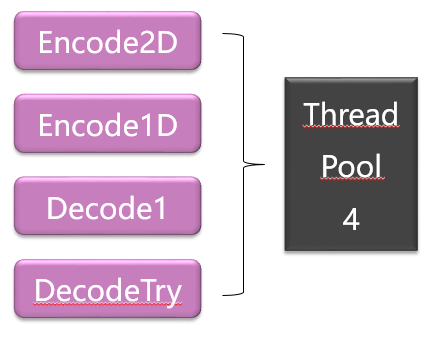 Encode2D
Encode1D
Decode1
DecodeTry
Thread
Pool
4